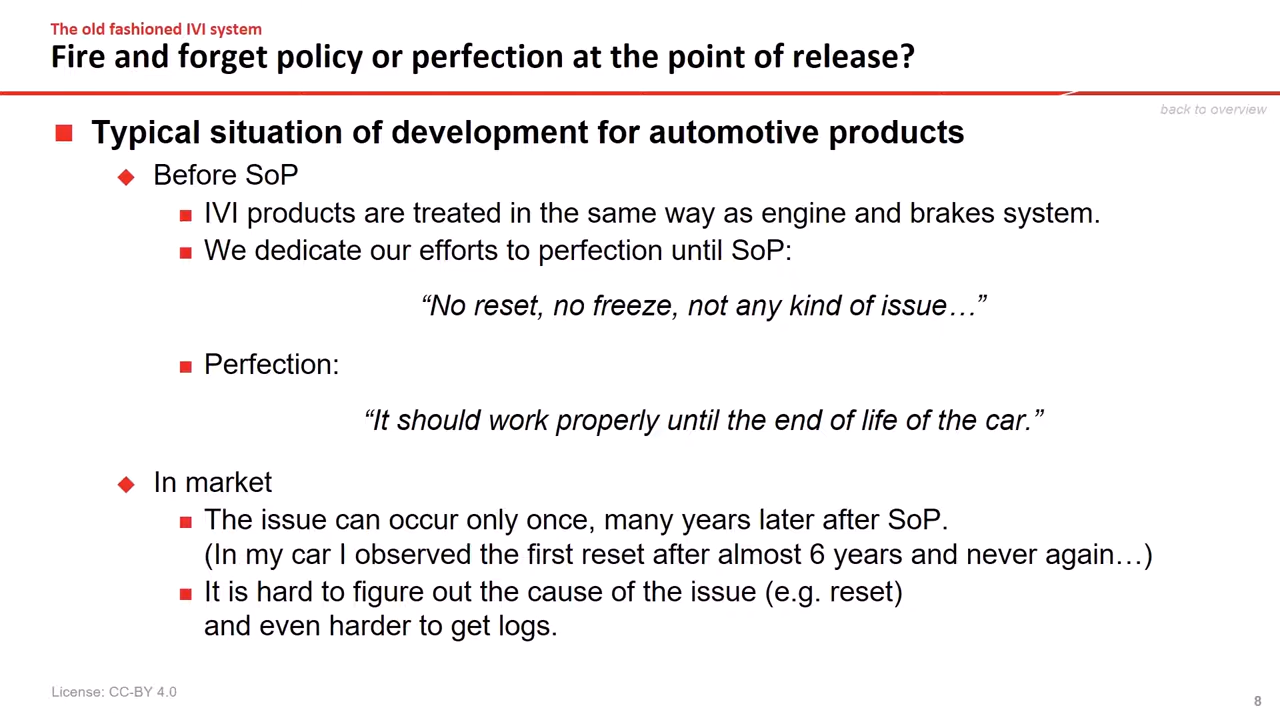 The old fashioned IVI system
Fire and forget policy or perfection at the point of release?
back to overview
Typical situation of development for automotive products
Before SoP
IVI products are treated in the same way as engine and brakes system.
We dedicate our efforts to perfection until SoP:
“No reset, no freeze, not any kind of issue…”
Perfection:
“It should work properly until the end of life of the car.”
In market
The issue can occur only once, many years later after SoP.
(In my car I observed the first reset after almost 6 years and never again…)
It is hard to figure out the cause of the issue (e.g. reset)
and even harder to get logs.
License: CC-BY 4.0
8